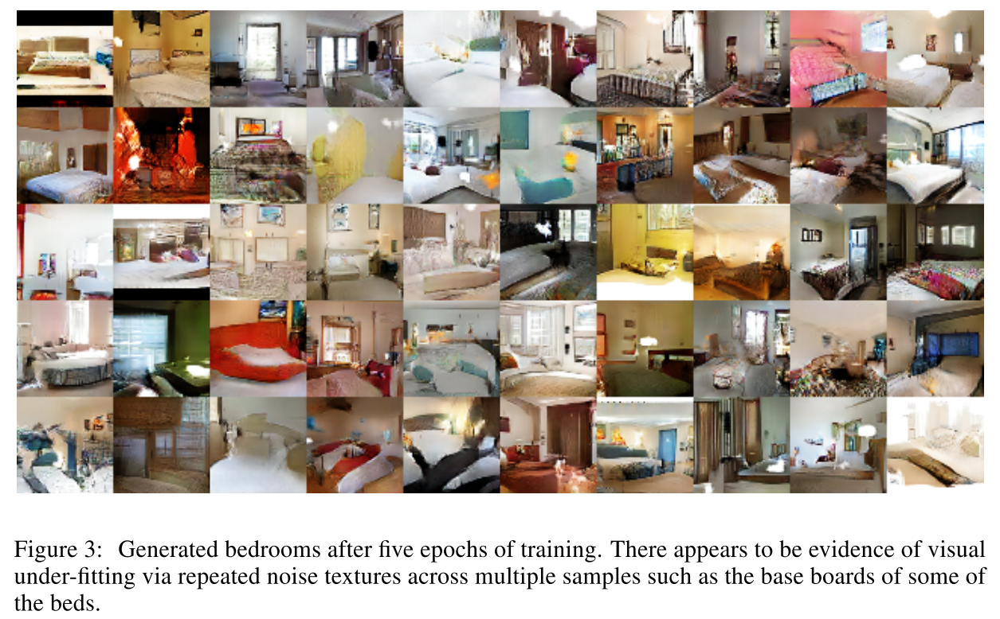 Figure 3: Generated bedrooms after five epochs of training. There appears to be evidence of visual
under-fitting via repeated noise textures across multiple samples such as the base boards of some of
the beds.